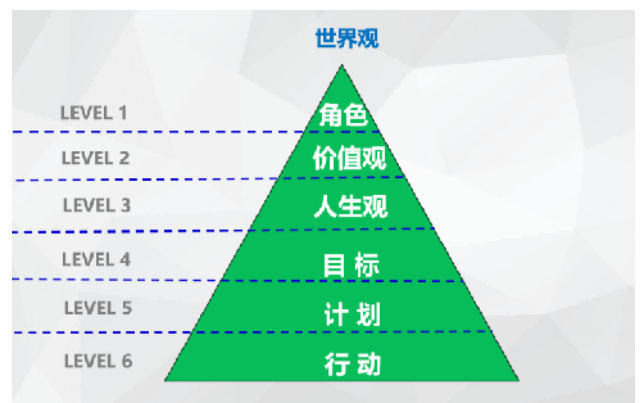 世界观
LEVEL 1 角色
LEVEL 2 价值观
LEVEL 3 人生观
LEVEL 4 目标
LEVEL 5 计划
LEVEL 6 行动